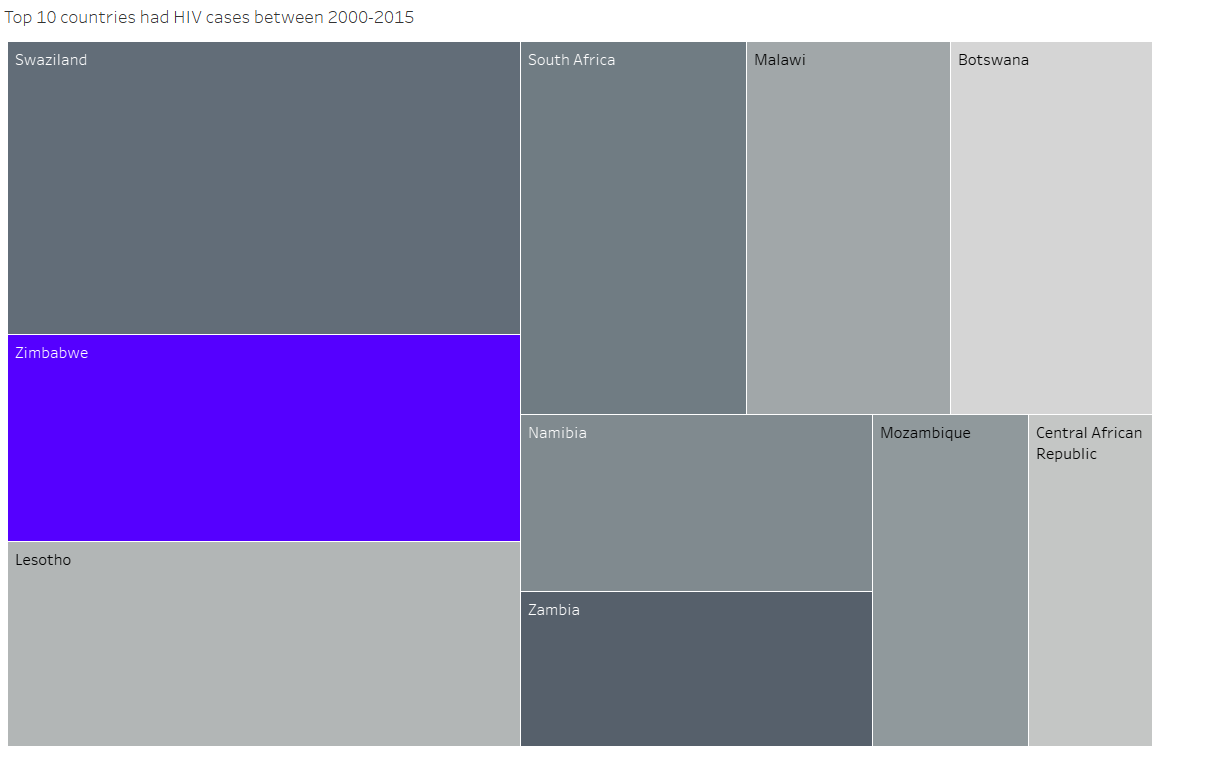 Top 10 countries had HIV cases between 2000-2015
Swaziland
South Africa
Malawi
Botswana
Zimbabwe
Namibia
Mozambique
Central African
Republic
Lesotho
Zambia